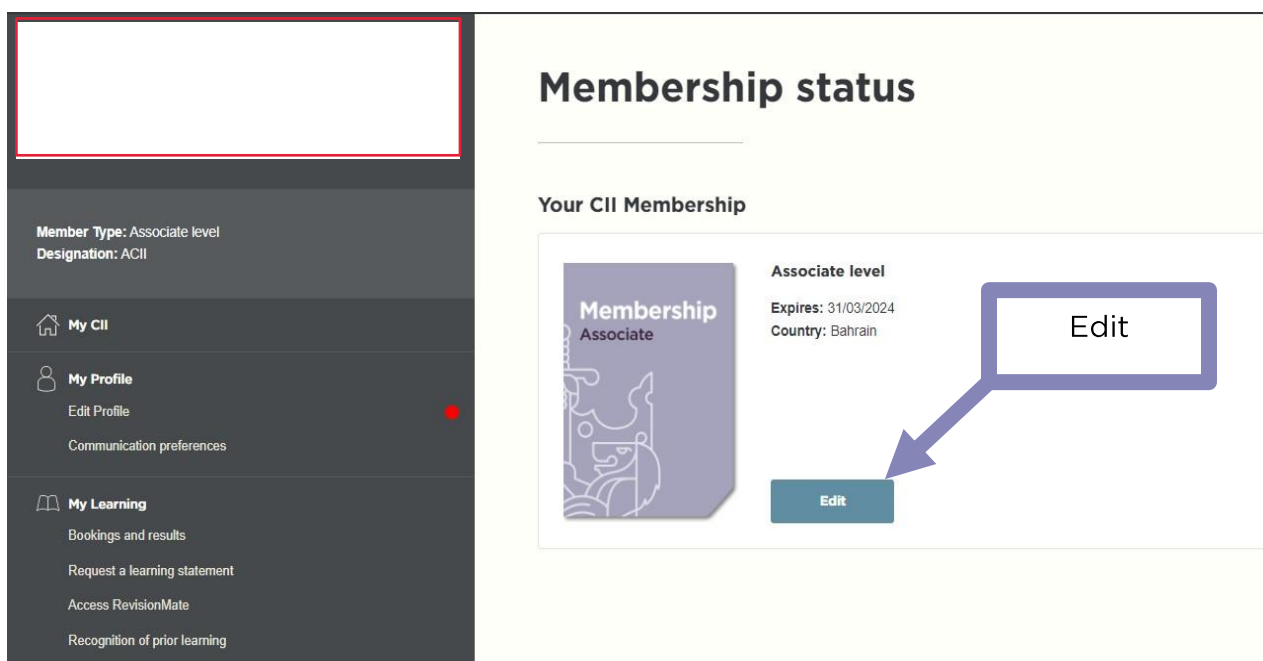 Member Type: Associate level
Designation: ACII
My CII
My Profile
Edit Profile
Communication preferences
My Learning
Bookings and results
Request a learning statement
Access RevisionMate
Recognition of prior learning
Membership status
Your CII Membership
Membership
Associate
Associate level
Expires: 31/03/2024
Country: Bahrain
Edit
Edit